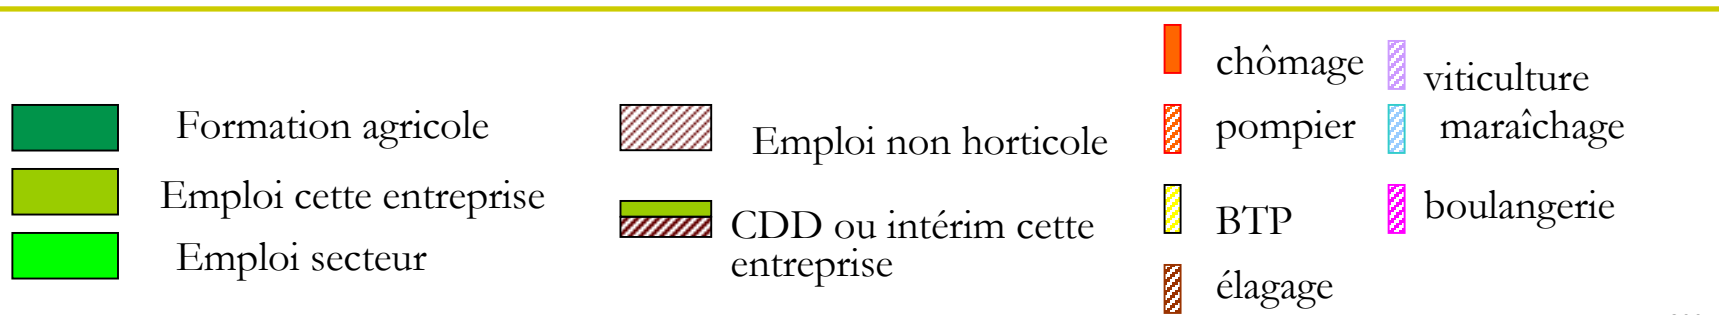 Formation agricole
Emploi cette entreprise
Emploi secteur
Emploi non horticole
CDD ou intérim cette
entreprise
chômage
pompier
BTP
élagage
viticulture
maraîchage
boulangerie